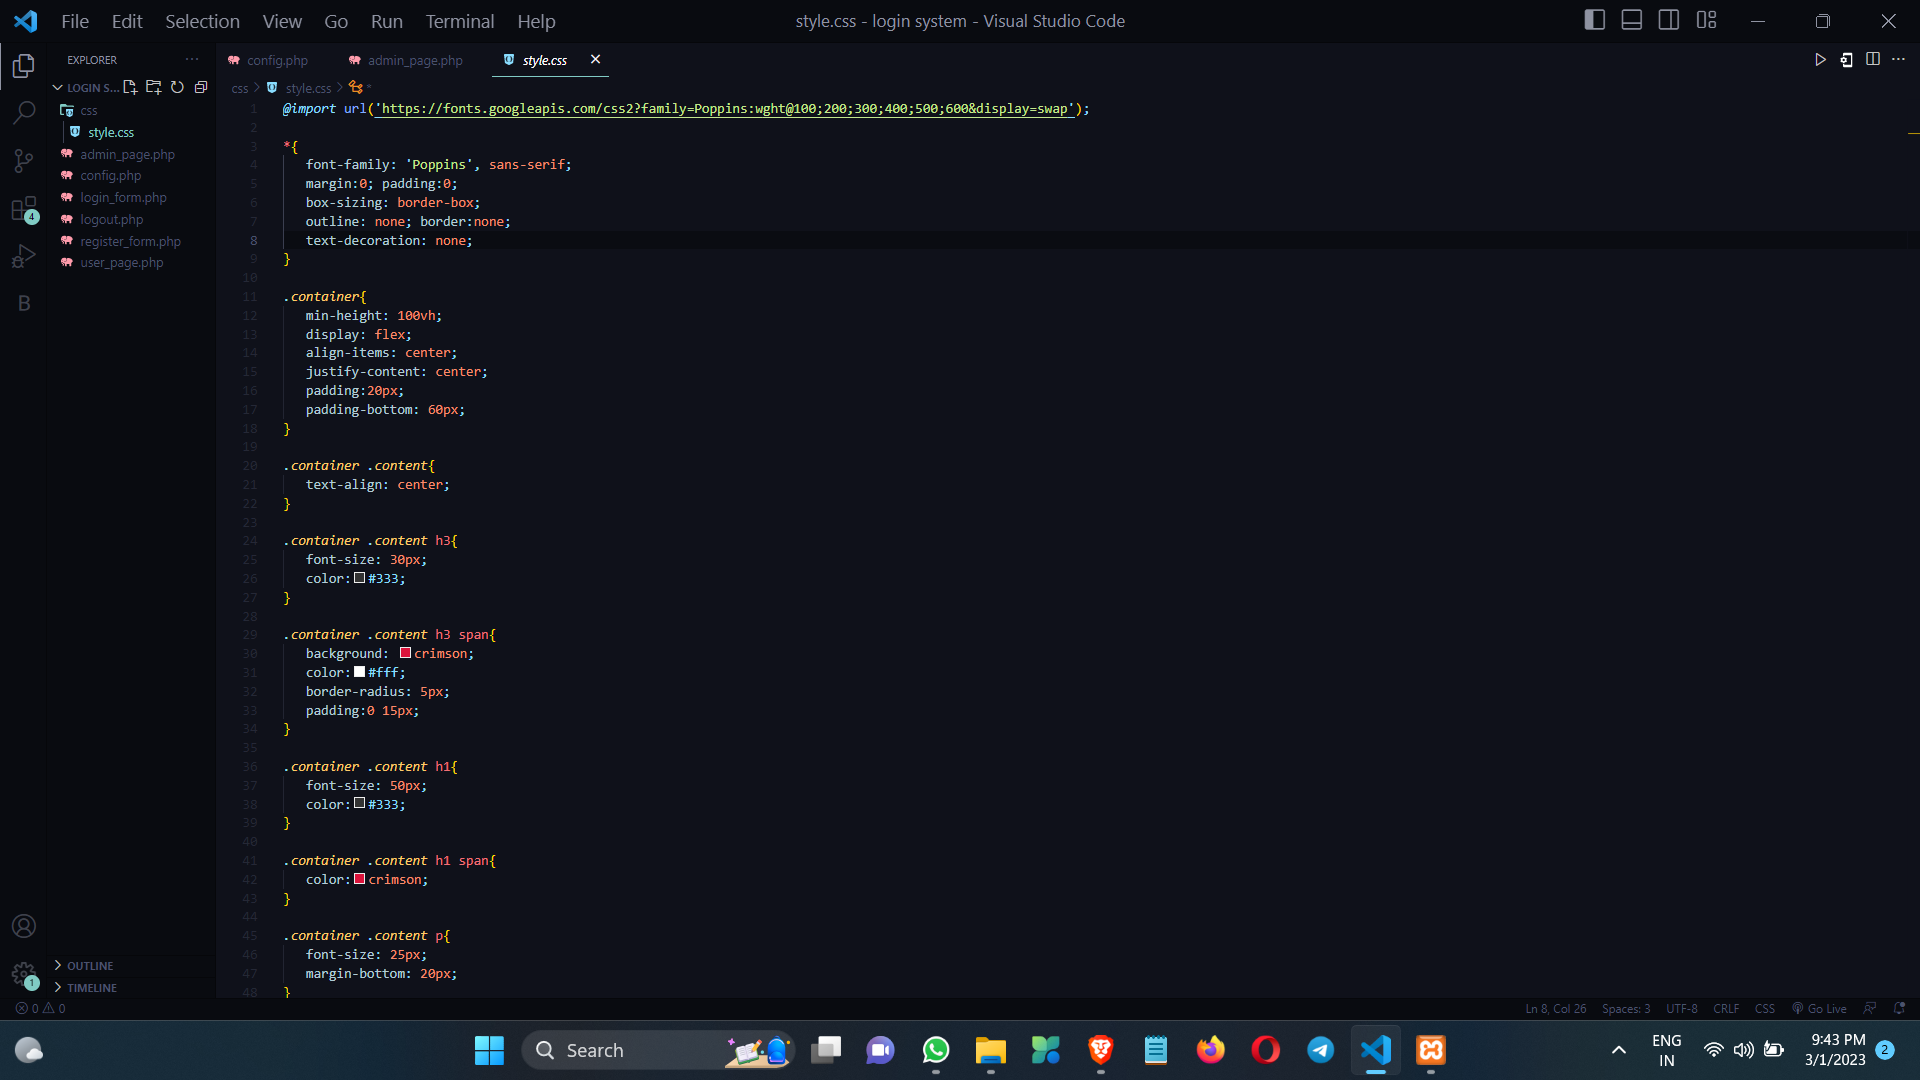 File Edit Selection View Go Run Terminal Help
style.css - login system - Visual Studio Code
EXPLORER
LOGIN S...
css
style.css
admin_page.php
config.php
login_form.php
logout.php
register_form.php
user_page.php
OUTLINE
TIMELINE
4
B
1
config.php admin_page.php style.css
css > style.css > *
1 @import url('https://fonts.googleapis.com/css2?family=Poppins:wght@100;200;300;400;500;600&display=swap');
2
3 *{
4 font-family: 'Poppins', sans-serif;
5 margin:0; padding:0;
6 box-sizing: border-box;
7 outline: none; border:none;
8 text-decoration: none;
9 }
10
11 .container{
12 min-height: 100vh;
13 display: flex;
14 align-items: center;
15 justify-content: center;
16 padding:20px;
17 padding-bottom: 60px;
18 }
19
20 .container .content{
21 text-align: center;
22 }
23
24 .container .content h3{
25 font-size: 30px;
26 color:#333;
27 }
28
29 .container .content h3 span{
30 background: crimson;
31 color:#fff;
32 border-radius: 5px;
33 padding:0 15px;
34 }
35
36 .container .content h1{
37 font-size: 50px;
38 color:#333;
39 }
40
41 .container .content h1 span{
42 color:crimson;
43 }
44
45 .container .content p{
46 font-size: 25px;
47 margin-bottom: 20px;
48 }
0 0
Ln 8, Col 26 Spaces: 3 UTF-8 CRLF CSS Go Live
Search
ENG
IN
9:43 PM
3/1/2023
2